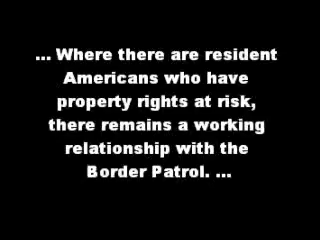 ... Where there are resident
Americans who have
property rights at risk,
there remains a working
relationship with the
Border Patrol. ...